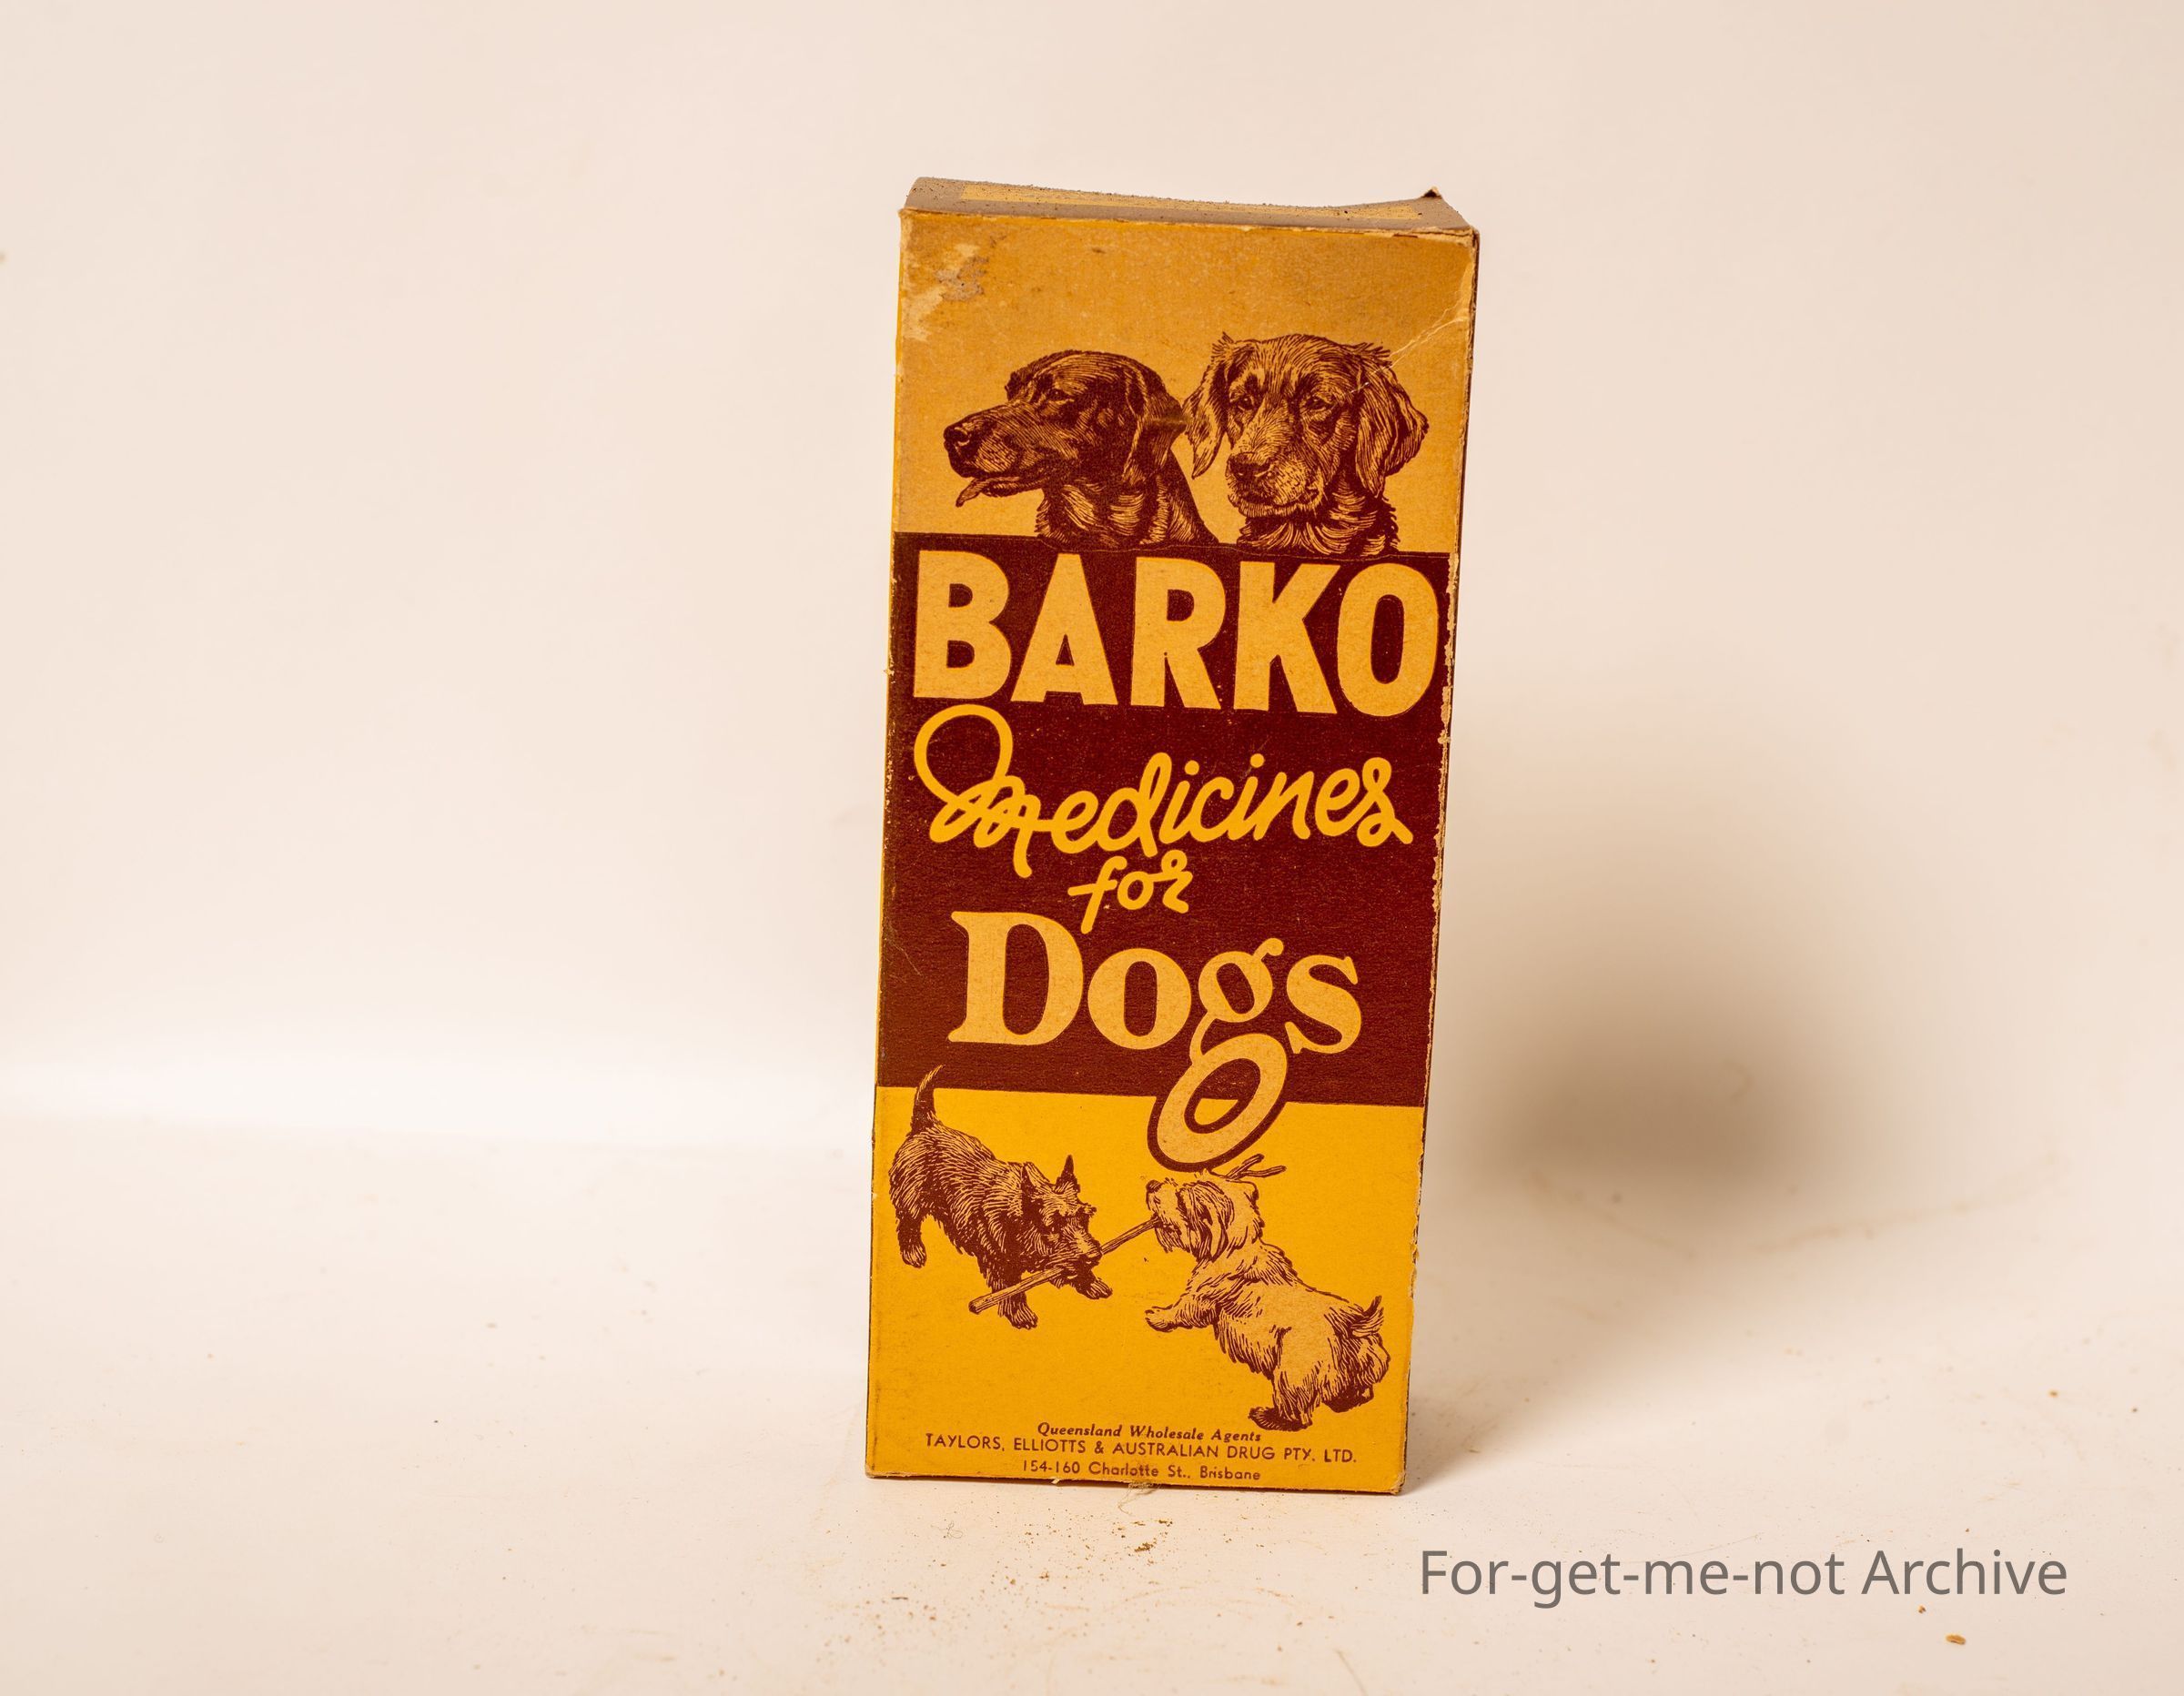 BARKO
Medicines
for
Dogs
Queensland Wholesale Agents
TAYLORS, ELLIOTTS & AUSTRALIAN DRUG PTY. LTD.
154-160 Charlotte St., Brisbane
For-get-me-not Archive